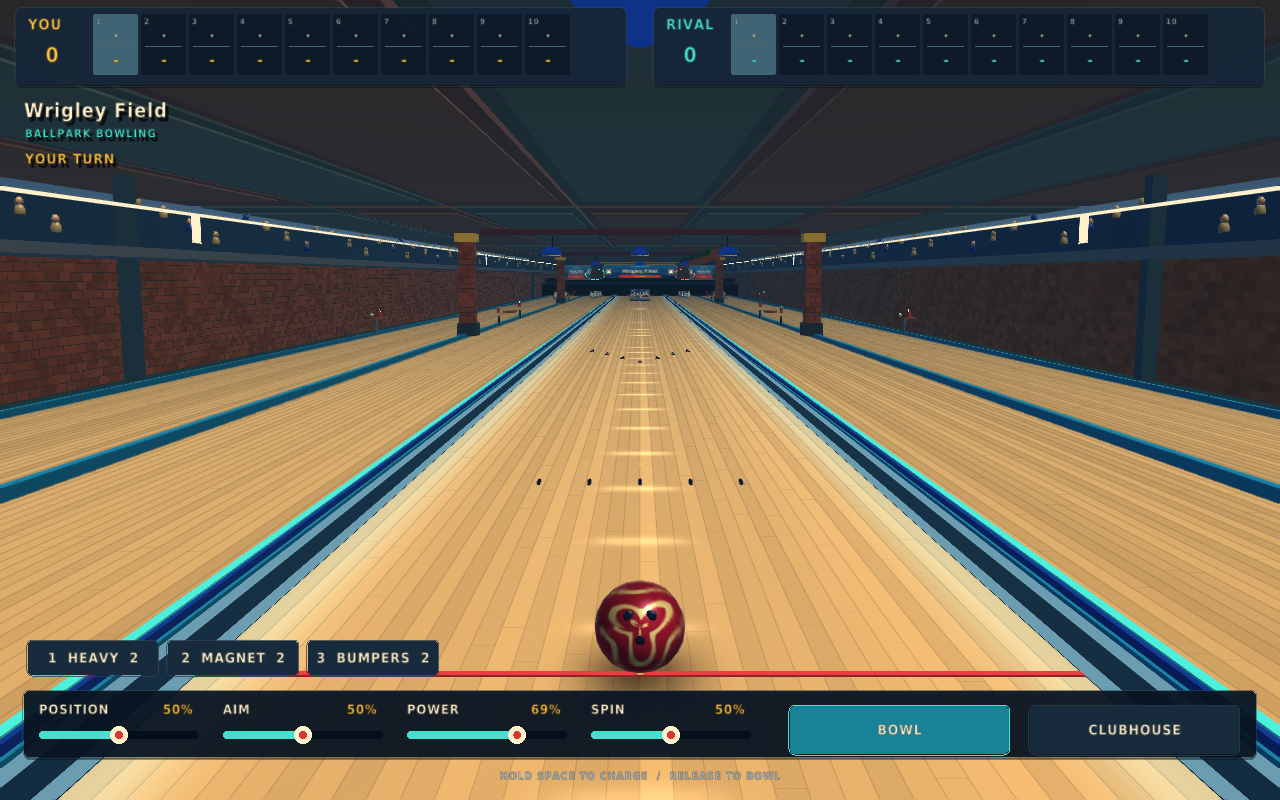 YOU
0
1 2 3 4 5 6 7 8 9 10
- - - - - - - - - -
RIVAL
0
1 2 3 4 5 6 7 8 9 10
- - - - - - - - - -
Wrigley Field
BALLPARK BOWLING
YOUR TURN
Wrigley Field
1 HEAVY 2
2 MAGNET 2
3 BUMPERS 2
POSITION 50%
AIM 50%
POWER 69%
SPIN 50%
BOWL
CLUBHOUSE
HOLD SPACE TO CHARGE / RELEASE TO BOWL